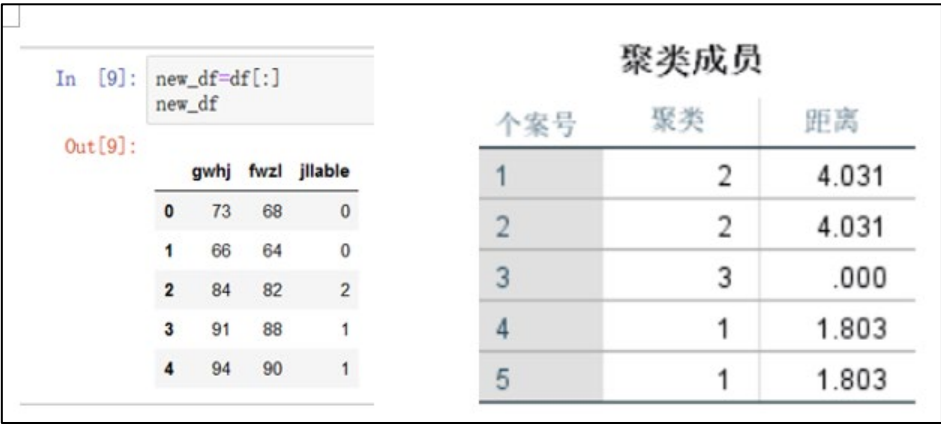 In [9]: new_df=df[:]
new_df
Out[9]:
gwhj fwzl jllable
0 73 68 0
1 66 64 0
2 84 82 2
3 91 88 1
4 94 90 1
聚类成员
个案号 聚类 距离
1 2 4.031
2 2 4.031
3 3 .000
4 1 1.803
5 1 1.803